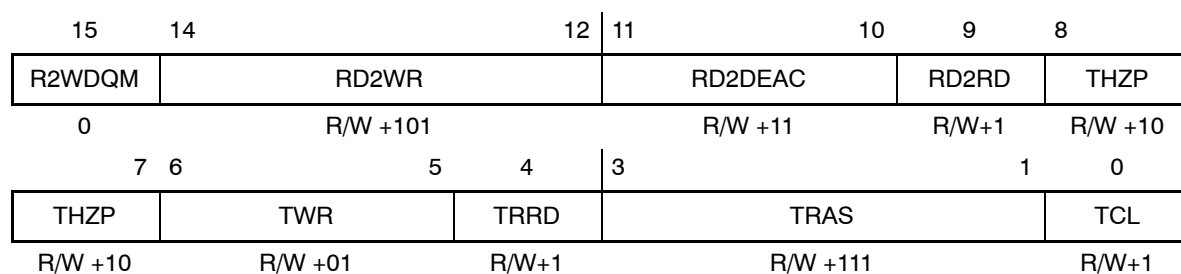 15 14 12 11 10 9 8
R2WDQM RD2WR RD2DEAC RD2RD THZP
0 R/W +101 R/W +11 R/W+1 R/W +10
7 6 5 4 3 1 0
THZP TWR TRRD TRAS TCL
R/W +10 R/W +01 R/W+1 R/W +111 R/W+1